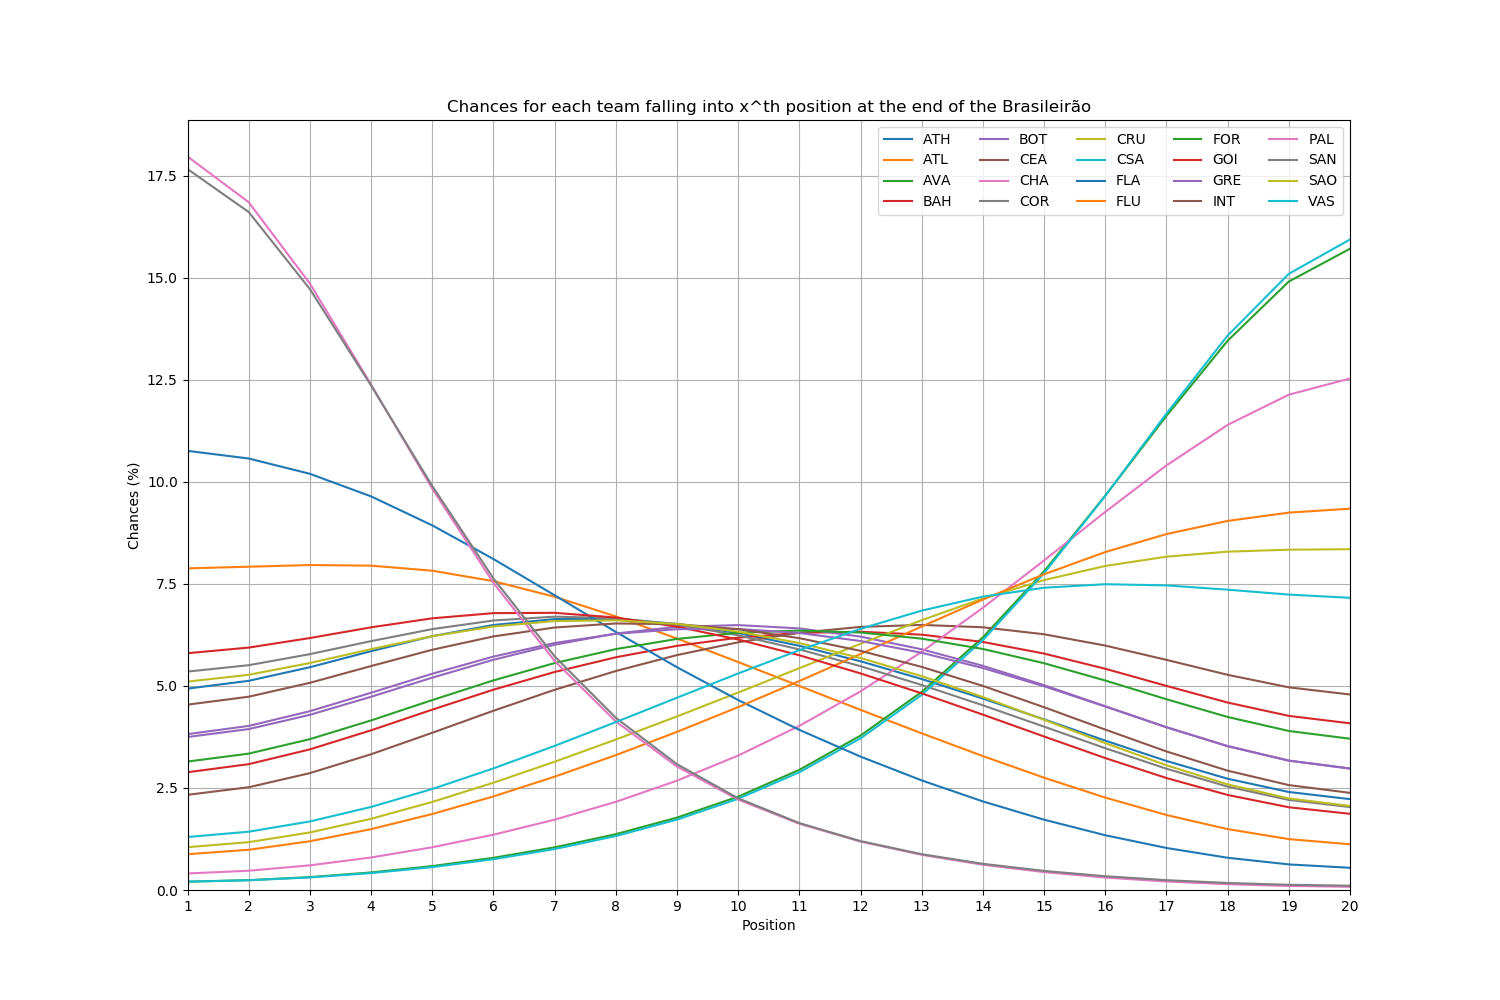 Chances for each team falling into x^th position at the end of the Brasileirão
ATH BOT CRU FOR PAL
ATL CEA CSA GOI SAN
AVA CHA FLA GRE SAO
BAH COR FLU INT VAS
17.5
15.0
12.5
10.0
7.5
5.0
2.5
0.0
Chances (%)
1 2 3 4 5 6 7 8 9 10 11 12 13 14 15 16 17 18 19 20
Position